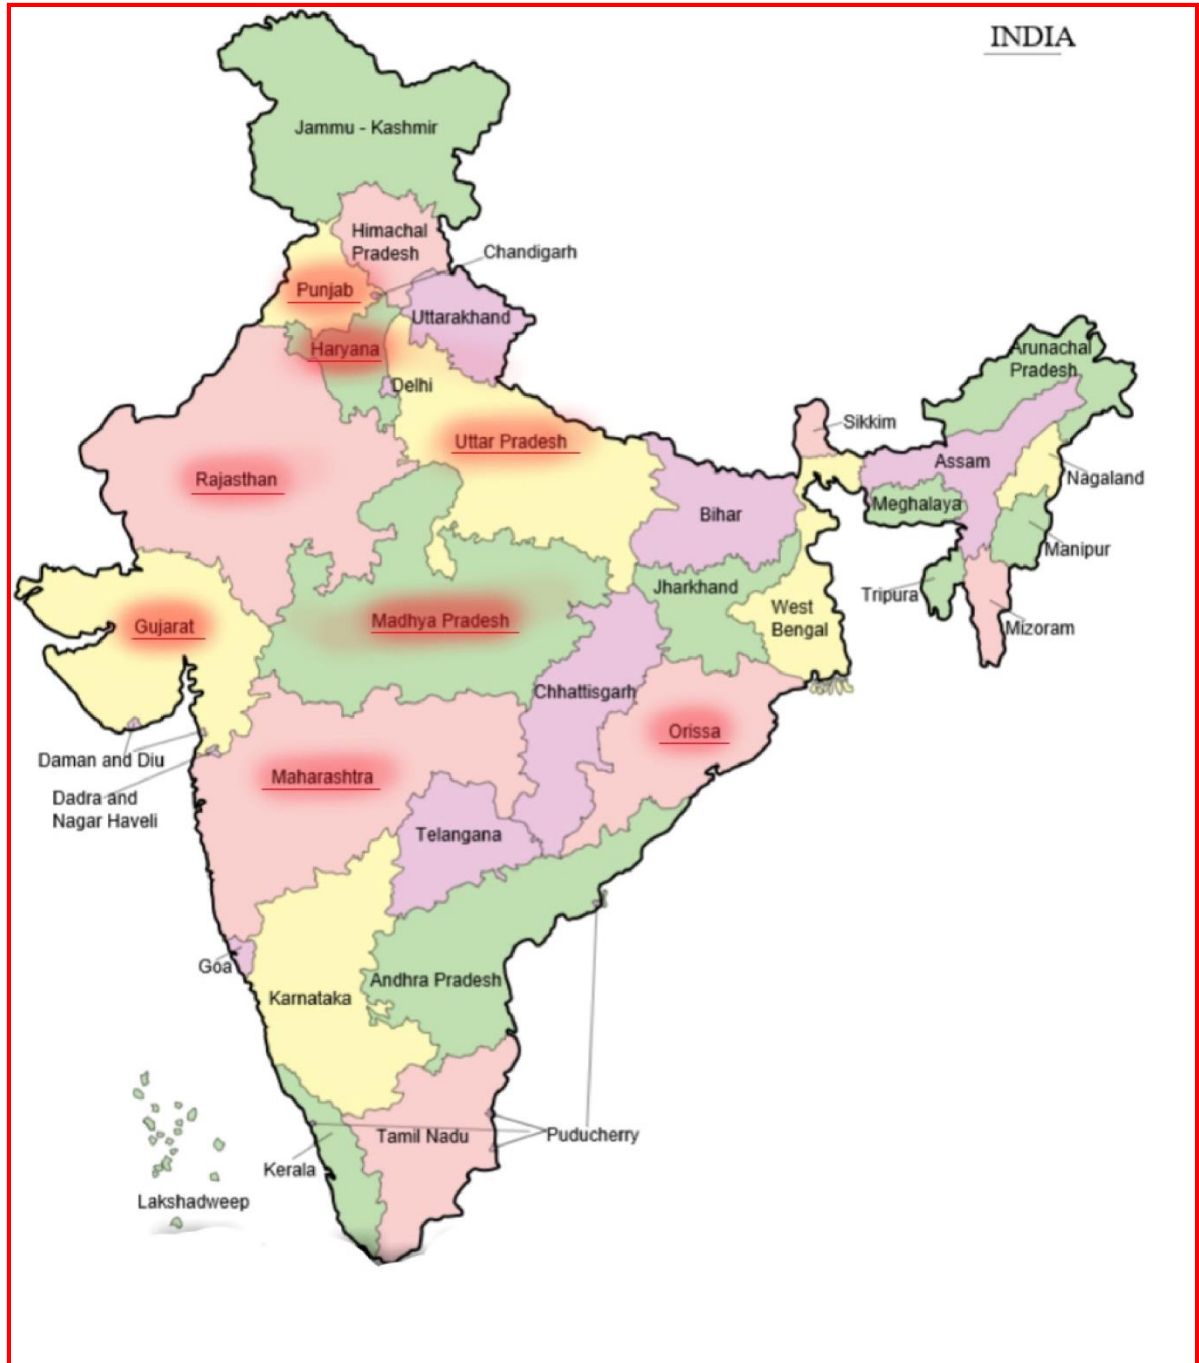 INDIA
Jammu - Kashmir
Himachal
Pradesh
Chandigarh
Punjab
Uttarakhand
Haryana
Delhi
Arunachal
Pradesh
Sikkim
Uttar Pradesh
Assam
Rajasthan
Nagaland
Meghalaya
Bihar
Manipur
Jharkhand
Tripura
West
Bengal
Madhya Pradesh
Gujarat
Mizoram
Chhattisgarh
Orissa
Daman and Diu
Maharashtra
Dadra and
Nagar Haveli
Telangana
Goa
Andhra Pradesh
Karnataka
Tamil Nadu
Puducherry
Kerala
Lakshadweep